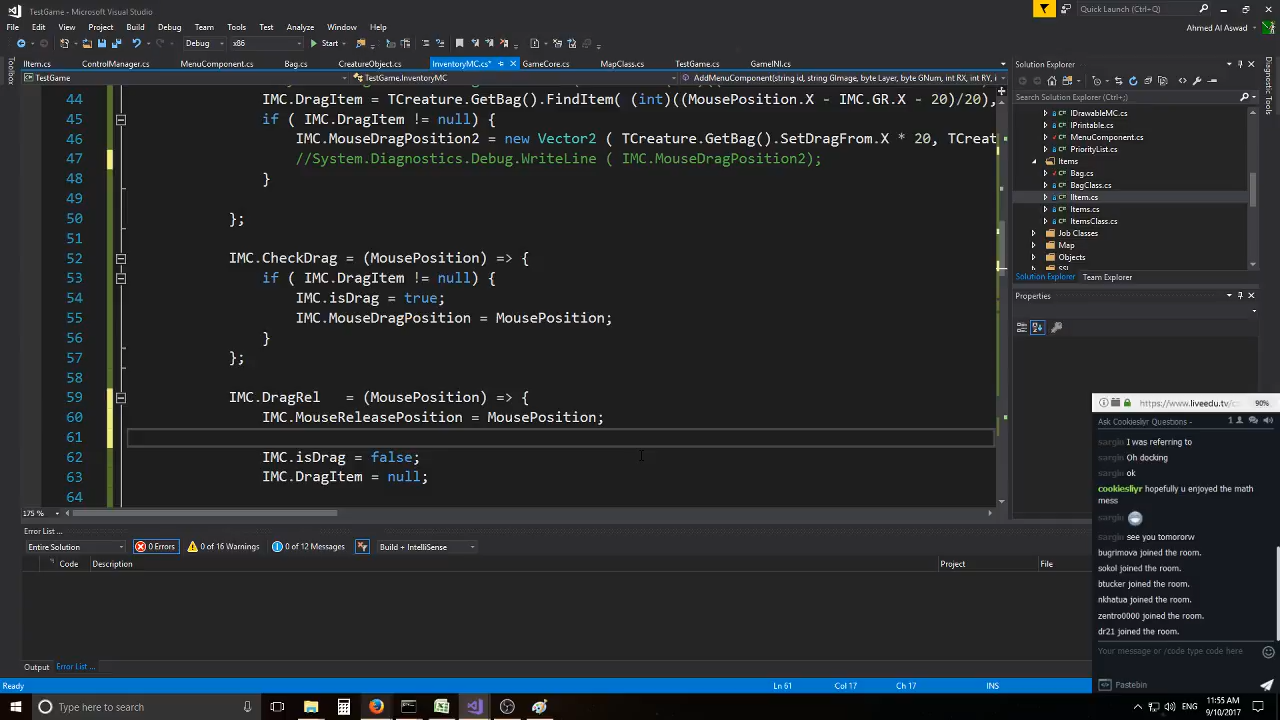 TestGame - Microsoft Visual Studio
Quick Launch (Ctrl+Q)
File Edit View Project Build Debug Team Tools Test Analyze Window Help
Ahmed Al Aswad
Debug x86 Start
IItem.cs ControlManager.cs MenuComponent.cs Bag.cs CreatureObject.cs InventoryMC.cs* GameCore.cs MapClass.cs TestGame.cs GameINI.cs
TestGame TestGame.InventoryMC AddMenuComponent(string id, string GImage, byte Layer, byte GNum, int RX, int RY, i
Toolbox
44 IMC.DragItem = TCreature.GetBag().FindItem( (int)((MousePosition.X - IMC.GR.X - 20)/20),
45 if ( IMC.DragItem != null) {
46 IMC.MouseDragPosition2 = new Vector2 ( TCreature.GetBag().SetDragFrom.X * 20, TCreat
47 //System.Diagnostics.Debug.WriteLine ( IMC.MouseDragPosition2);
48 }
49
50 };
51
52 IMC.CheckDrag = (MousePosition) => {
53 if ( IMC.DragItem != null) {
54 IMC.isDrag = true;
55 IMC.MouseDragPosition = MousePosition;
56 }
57 };
58
59 IMC.DragRel = (MousePosition) => {
60 IMC.MouseReleasePosition = MousePosition;
61
62 IMC.isDrag = false;
63 IMC.DragItem = null;
64
175 %
Solution Explorer
Search Solution Explorer (Ctrl+;)
IDrawableMC.cs
IPrintable.cs
MenuComponent.cs
PriorityList.cs
Items
Bag.cs
BagClass.cs
IItem.cs
Items.cs
ItemsClass.cs
Job Classes
Map
Objects
Solution Explorer Team Explorer
Properties
Diagnostic Tools
Error List ...
Entire Solution 0 Errors 0 of 16 Warnings 0 of 12 Messages Build + IntelliSense
Code Description Project File
Output Error List ...
Ready Ln 61 Col 17 Ch 17 INS
https://www.liveedu.tv/c 90%
Ask Cookiesliyr Questions - 1
sargin I was referring to
sargin Oh docking
sargin ok
cookiesliyr hopefully u enjoyed the math mess
sargin
sargin see you tomororw
bugrimova joined the room.
sokol joined the room.
btucker joined the room.
nkhatua joined the room.
zentro0000 joined the room.
dr21 joined the room.
Your message or /code type code here
Pastebin
Type here to search
ENG
11:55 AM
9/10/2017